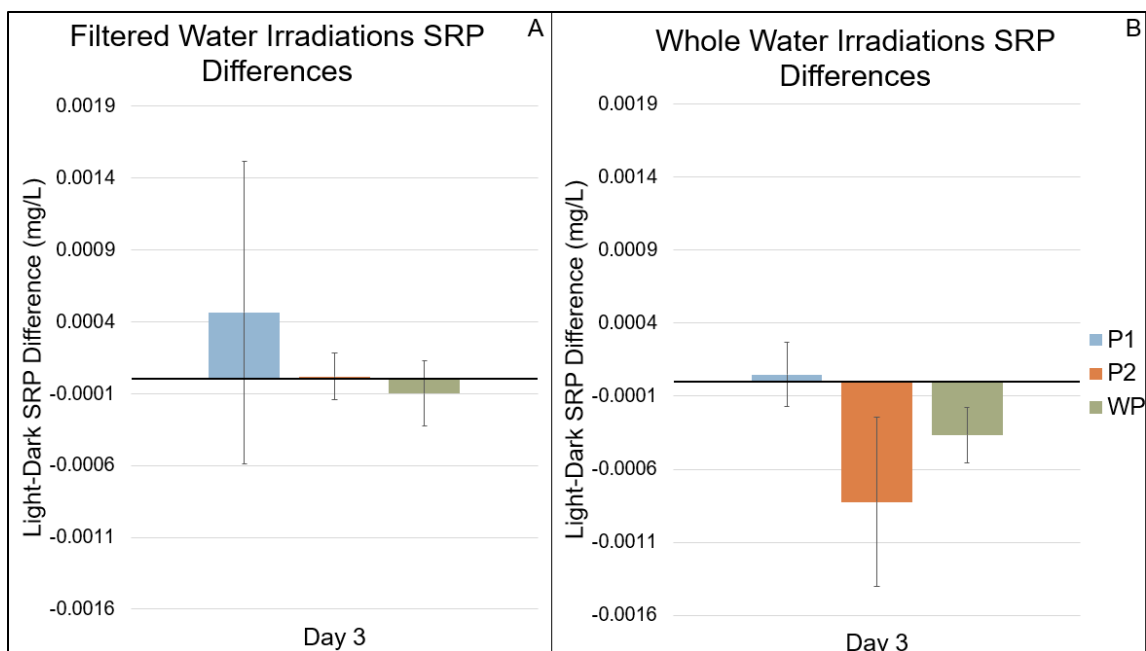 Filtered Water Irradiations SRP
Differences
A
Light-Dark SRP Difference (mg/L)
0.0019
0.0014
0.0009
0.0004
-0.0001
-0.0006
-0.0011
-0.0016
Day 3
Whole Water Irradiations SRP
Differences
B
Light-Dark SRP Difference (mg/L)
0.0019
0.0014
0.0009
0.0004
-0.0001
-0.0006
-0.0011
-0.0016
Day 3
P1
P2
WP